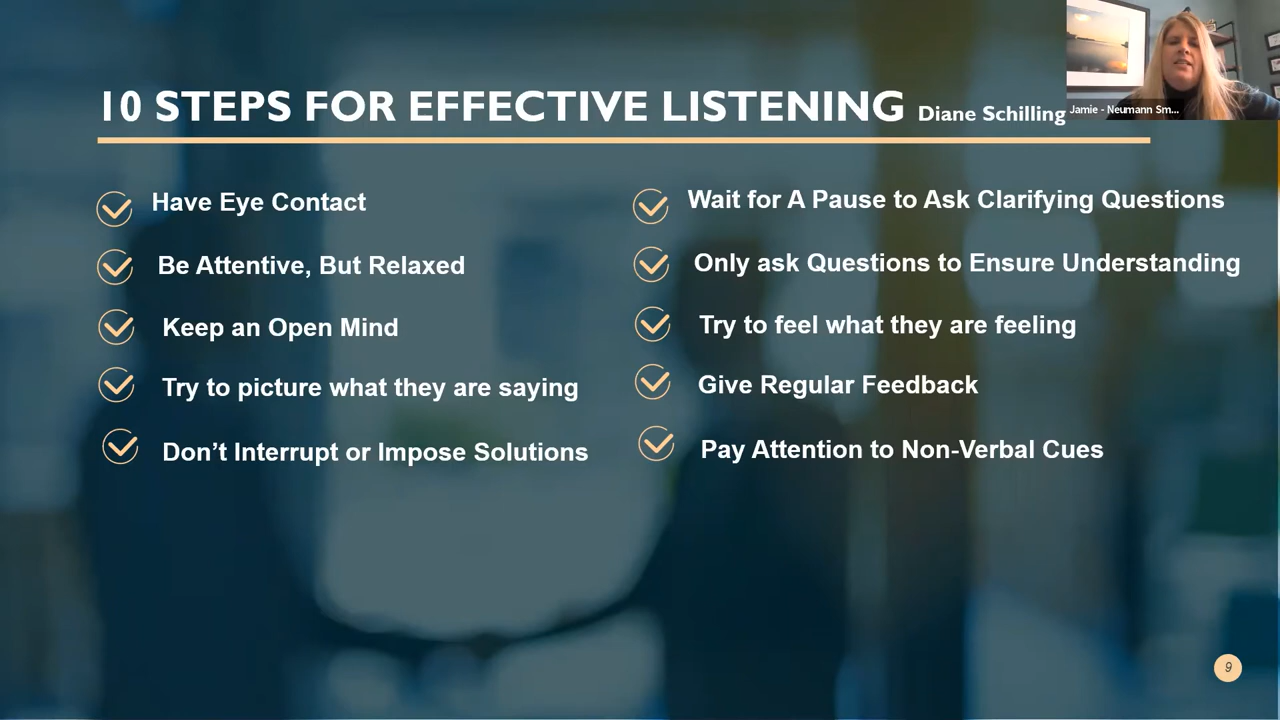 10 STEPS FOR EFFECTIVE LISTENING Diane Schilling
Jamie - Neumann Sm...
Have Eye Contact
Be Attentive, But Relaxed
Keep an Open Mind
Try to picture what they are saying
Don’t Interrupt or Impose Solutions
Wait for A Pause to Ask Clarifying Questions
Only ask Questions to Ensure Understanding
Try to feel what they are feeling
Give Regular Feedback
Pay Attention to Non-Verbal Cues
9